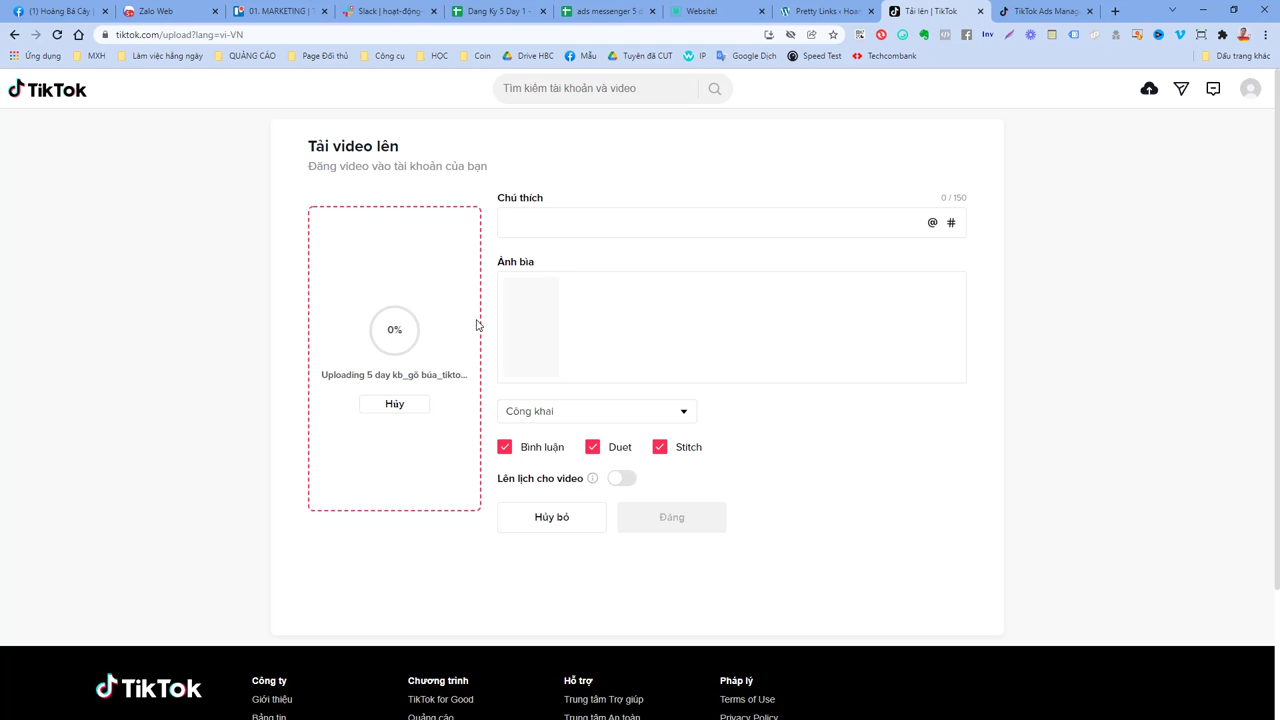 (1) Hoàng Bá Cầy
Zalo Web
01. MARKETING | T
Slack | hoạt-động-
Dang Ky 5 Day 1 -
ads messenger 5 d
Website!
Pretty Links ‹ Hoan
Tải lên | TikTok
TikTok Ads Manag
tiktok.com/upload?lang=vi-VN
Ứng dụng
MXH
Làm việc hằng ngày
QUẢNG CÁO
Page Đối thủ
Công cụ
HOC
Coin
Drive HBC
Mẫu
Tuyên đã CUT
IP
Google Dịch
Speed Test
Techcombank
Dấu trang khác
TikTok
Tìm kiếm tài khoản và video
Tải video lên
Đăng video vào tài khoản của bạn
Chú thích
0 / 150
@ #
Ảnh bìa
0%
Uploading 5 day kb_gõ búa_tikto...
Hủy
Công khai
Bình luận
Duet
Stitch
Lên lịch cho video
Hủy bỏ
Đăng
TikTok
Công ty
Chương trình
Hỗ trợ
Pháp lý
Giới thiệu
TikTok for Good
Trung tâm Trợ giúp
Terms of Use
Bảng tin
Quảng cáo
Trung tâm An toàn
Privacy Policy